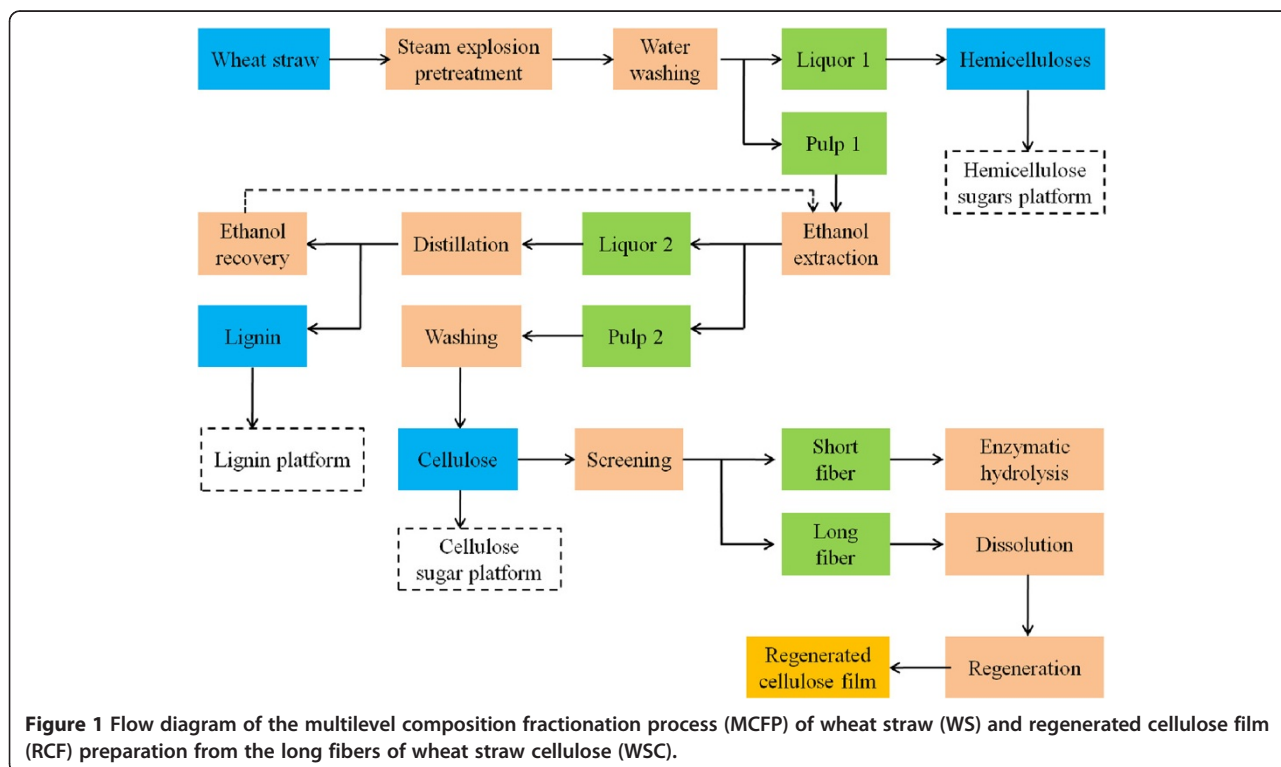 Wheat straw
Steam explosion
pretreatment
Water
washing
Liquor 1
Hemicelluloses
Pulp 1
Hemicellulose
sugars platform
Ethanol
recovery
Distillation
Liquor 2
Ethanol
extraction
Lignin
Washing
Pulp 2
Lignin platform
Cellulose
Screening
Short
fiber
Enzymatic
hydrolysis
Cellulose
sugar platform
Long
fiber
Dissolution
Regenerated
cellulose film
Regeneration
Figure 1 Flow diagram of the multilevel composition fractionation process (MCFP) of wheat straw (WS) and regenerated cellulose film
(RCF) preparation from the long fibers of wheat straw cellulose (WSC).